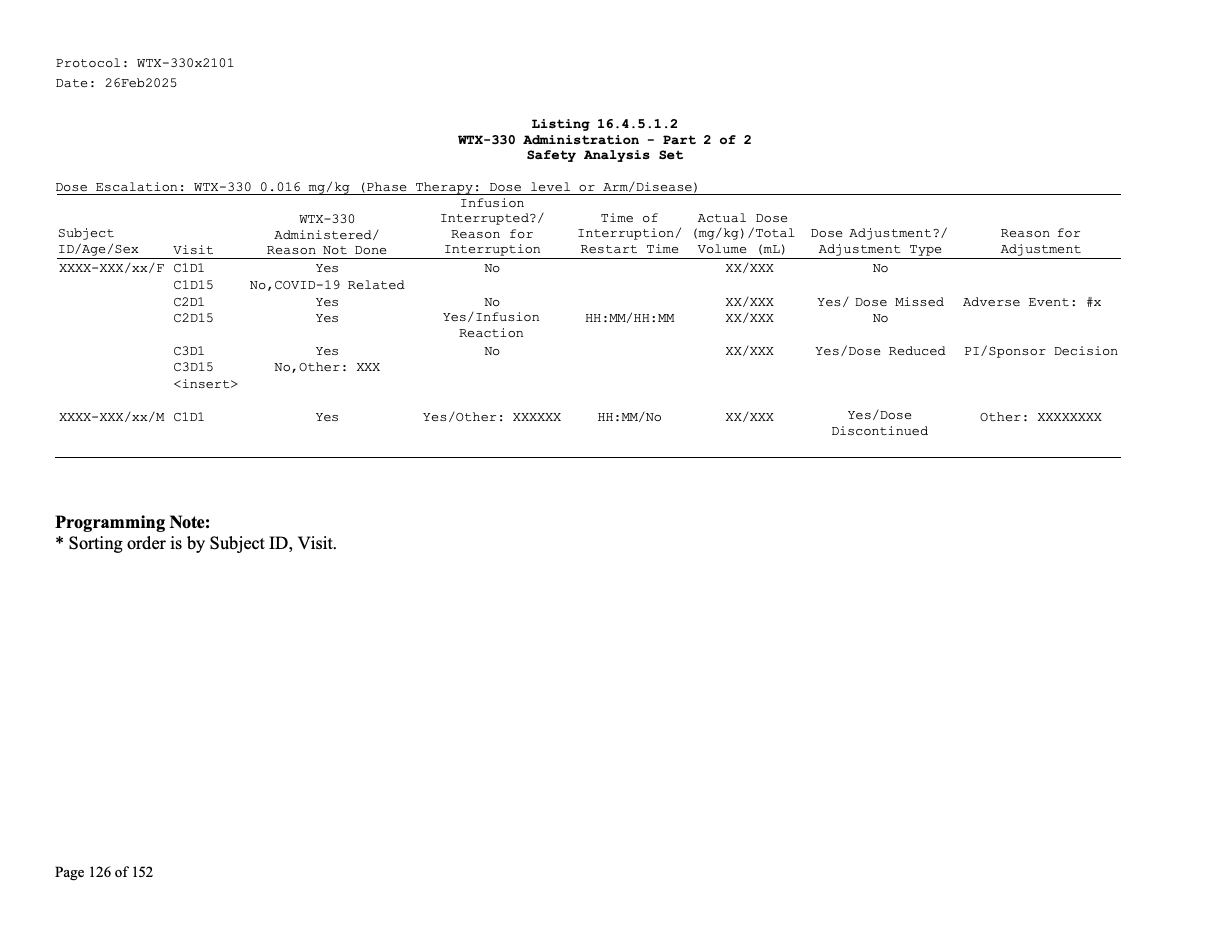 Protocol: WTX-330x2101
Date: 26Feb2025
Listing 16.4.5.1.2
WTX-330 Administration - Part 2 of 2
Safety Analysis Set
Dose Escalation: WTX-330 0.016 mg/kg (Phase Therapy: Dose level or Arm/Disease)
Infusion
WTX-330 Interrupted?/ Time of Actual Dose
Subject Administered/ Reason for Interruption/ (mg/kg)/Total Dose Adjustment?/ Reason for
ID/Age/Sex Visit Reason Not Done Interruption Restart Time Volume (mL) Adjustment Type Adjustment
XXXX-XXX/xx/F C1D1 Yes No XX/XXX No
C1D15 No,COVID-19 Related
C2D1 Yes No XX/XXX Yes/ Dose Missed Adverse Event: #x
C2D15 Yes Yes/Infusion HH:MM/HH:MM XX/XXX No
Reaction
C3D1 Yes No XX/XXX Yes/Dose Reduced PI/Sponsor Decision
C3D15 No,Other: XXX
<insert>
XXXX-XXX/xx/M C1D1 Yes Yes/Other: XXXXXX HH:MM/No XX/XXX Yes/Dose Other: XXXXXXXX
Discontinued
Programming Note:
* Sorting order is by Subject ID, Visit.
Page 126 of 152